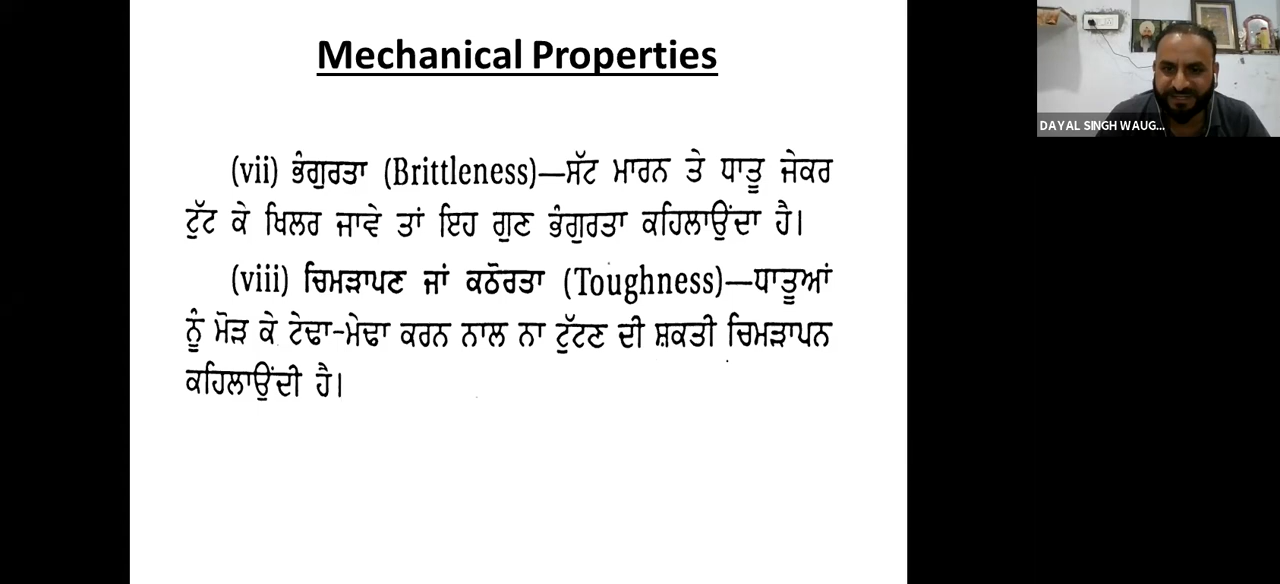 Mechanical Properties
(vii) ਭੰਗੁਰਤਾ (Brittleness)—ਸੱਟ ਮਾਰਨ ਤੇ ਧਾਤੂ ਜੇਕਰ
ਟੁੱਟ ਕੇ ਖਿਲਰ ਜਾਵੇ ਤਾਂ ਇਹ ਗੁਣ ਭੰਗੁਰਤਾ ਕਹਿਲਾਉਂਦਾ ਹੈ।
(viii) ਚਿਮੜਾਪਣ ਜਾਂ ਕਠੋਰਤਾ (Toughness)—ਧਾਤੂਆਂ
ਨੂੰ ਮੋੜ ਕੇ ਟੇਢਾ-ਮੇਢਾ ਕਰਨ ਨਾਲ ਨਾ ਟੁੱਟਣ ਦੀ ਸ਼ਕਤੀ ਚਿਮੜਾਪਨ
ਕਹਿਲਾਉਂਦੀ ਹੈ।
DAYAL SINGH WAUG...